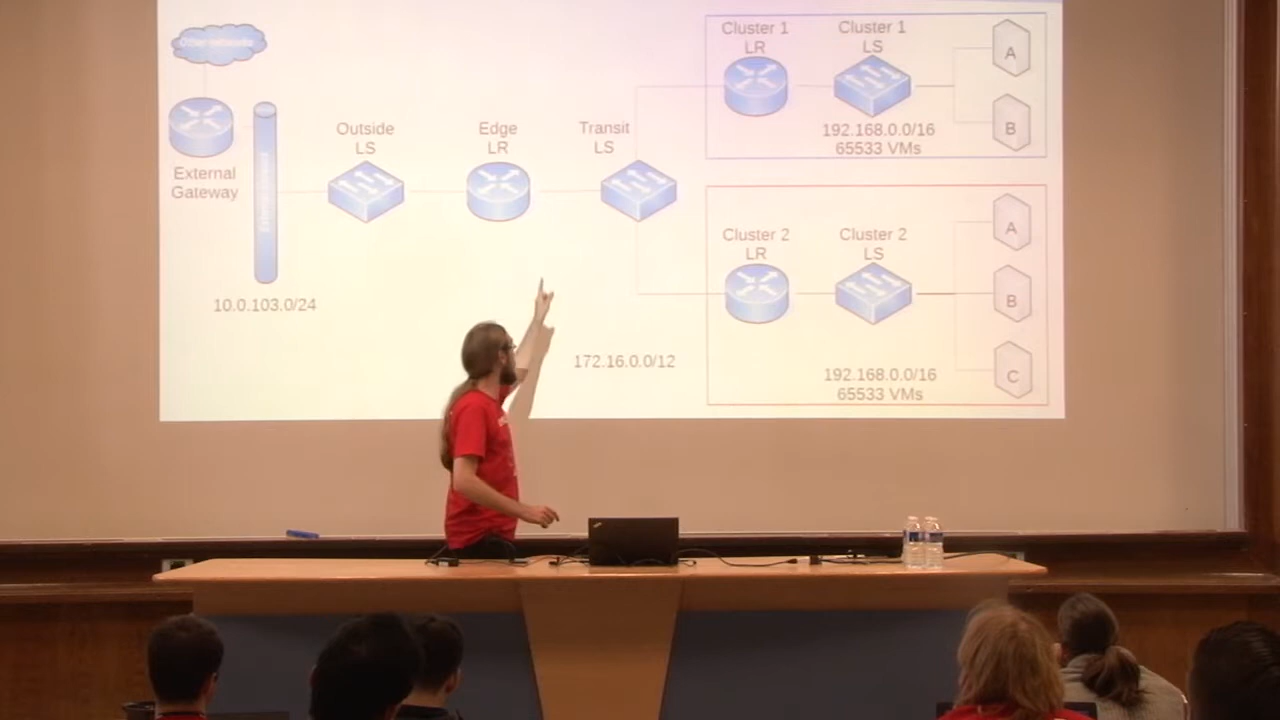 Other networks
External
Gateway
10.0.103.0/24
Outside
LS
Edge
LR
Transit
LS
172.16.0.0/12
Cluster 1
LR
Cluster 1
LS
192.168.0.0/16
65533 VMs
A
B
Cluster 2
LR
Cluster 2
LS
192.168.0.0/16
65533 VMs
A
B
C